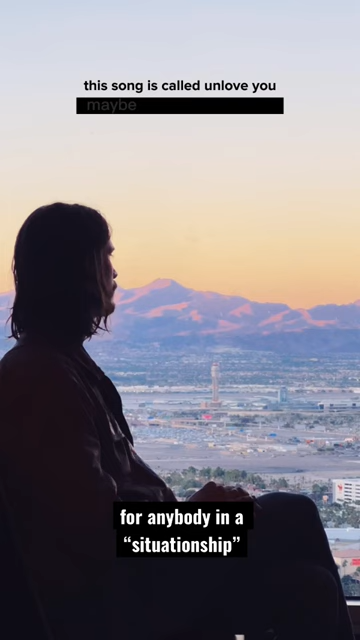 this song is called unlove you
maybe
for anybody in a
“situationship”